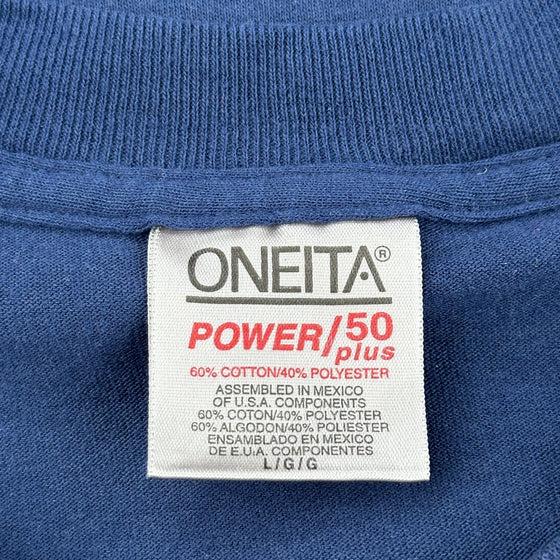 ONEITA®
POWER/50 plus
60% COTTON/40% POLYESTER
ASSEMBLED IN MEXICO
OF U.S.A. COMPONENTS
60% COTON/40% POLYESTER
60% ALGODON/40% POLIESTER
ENSAMBLADO EN MEXICO
DE E.U.A. COMPONENTES
L/G/G